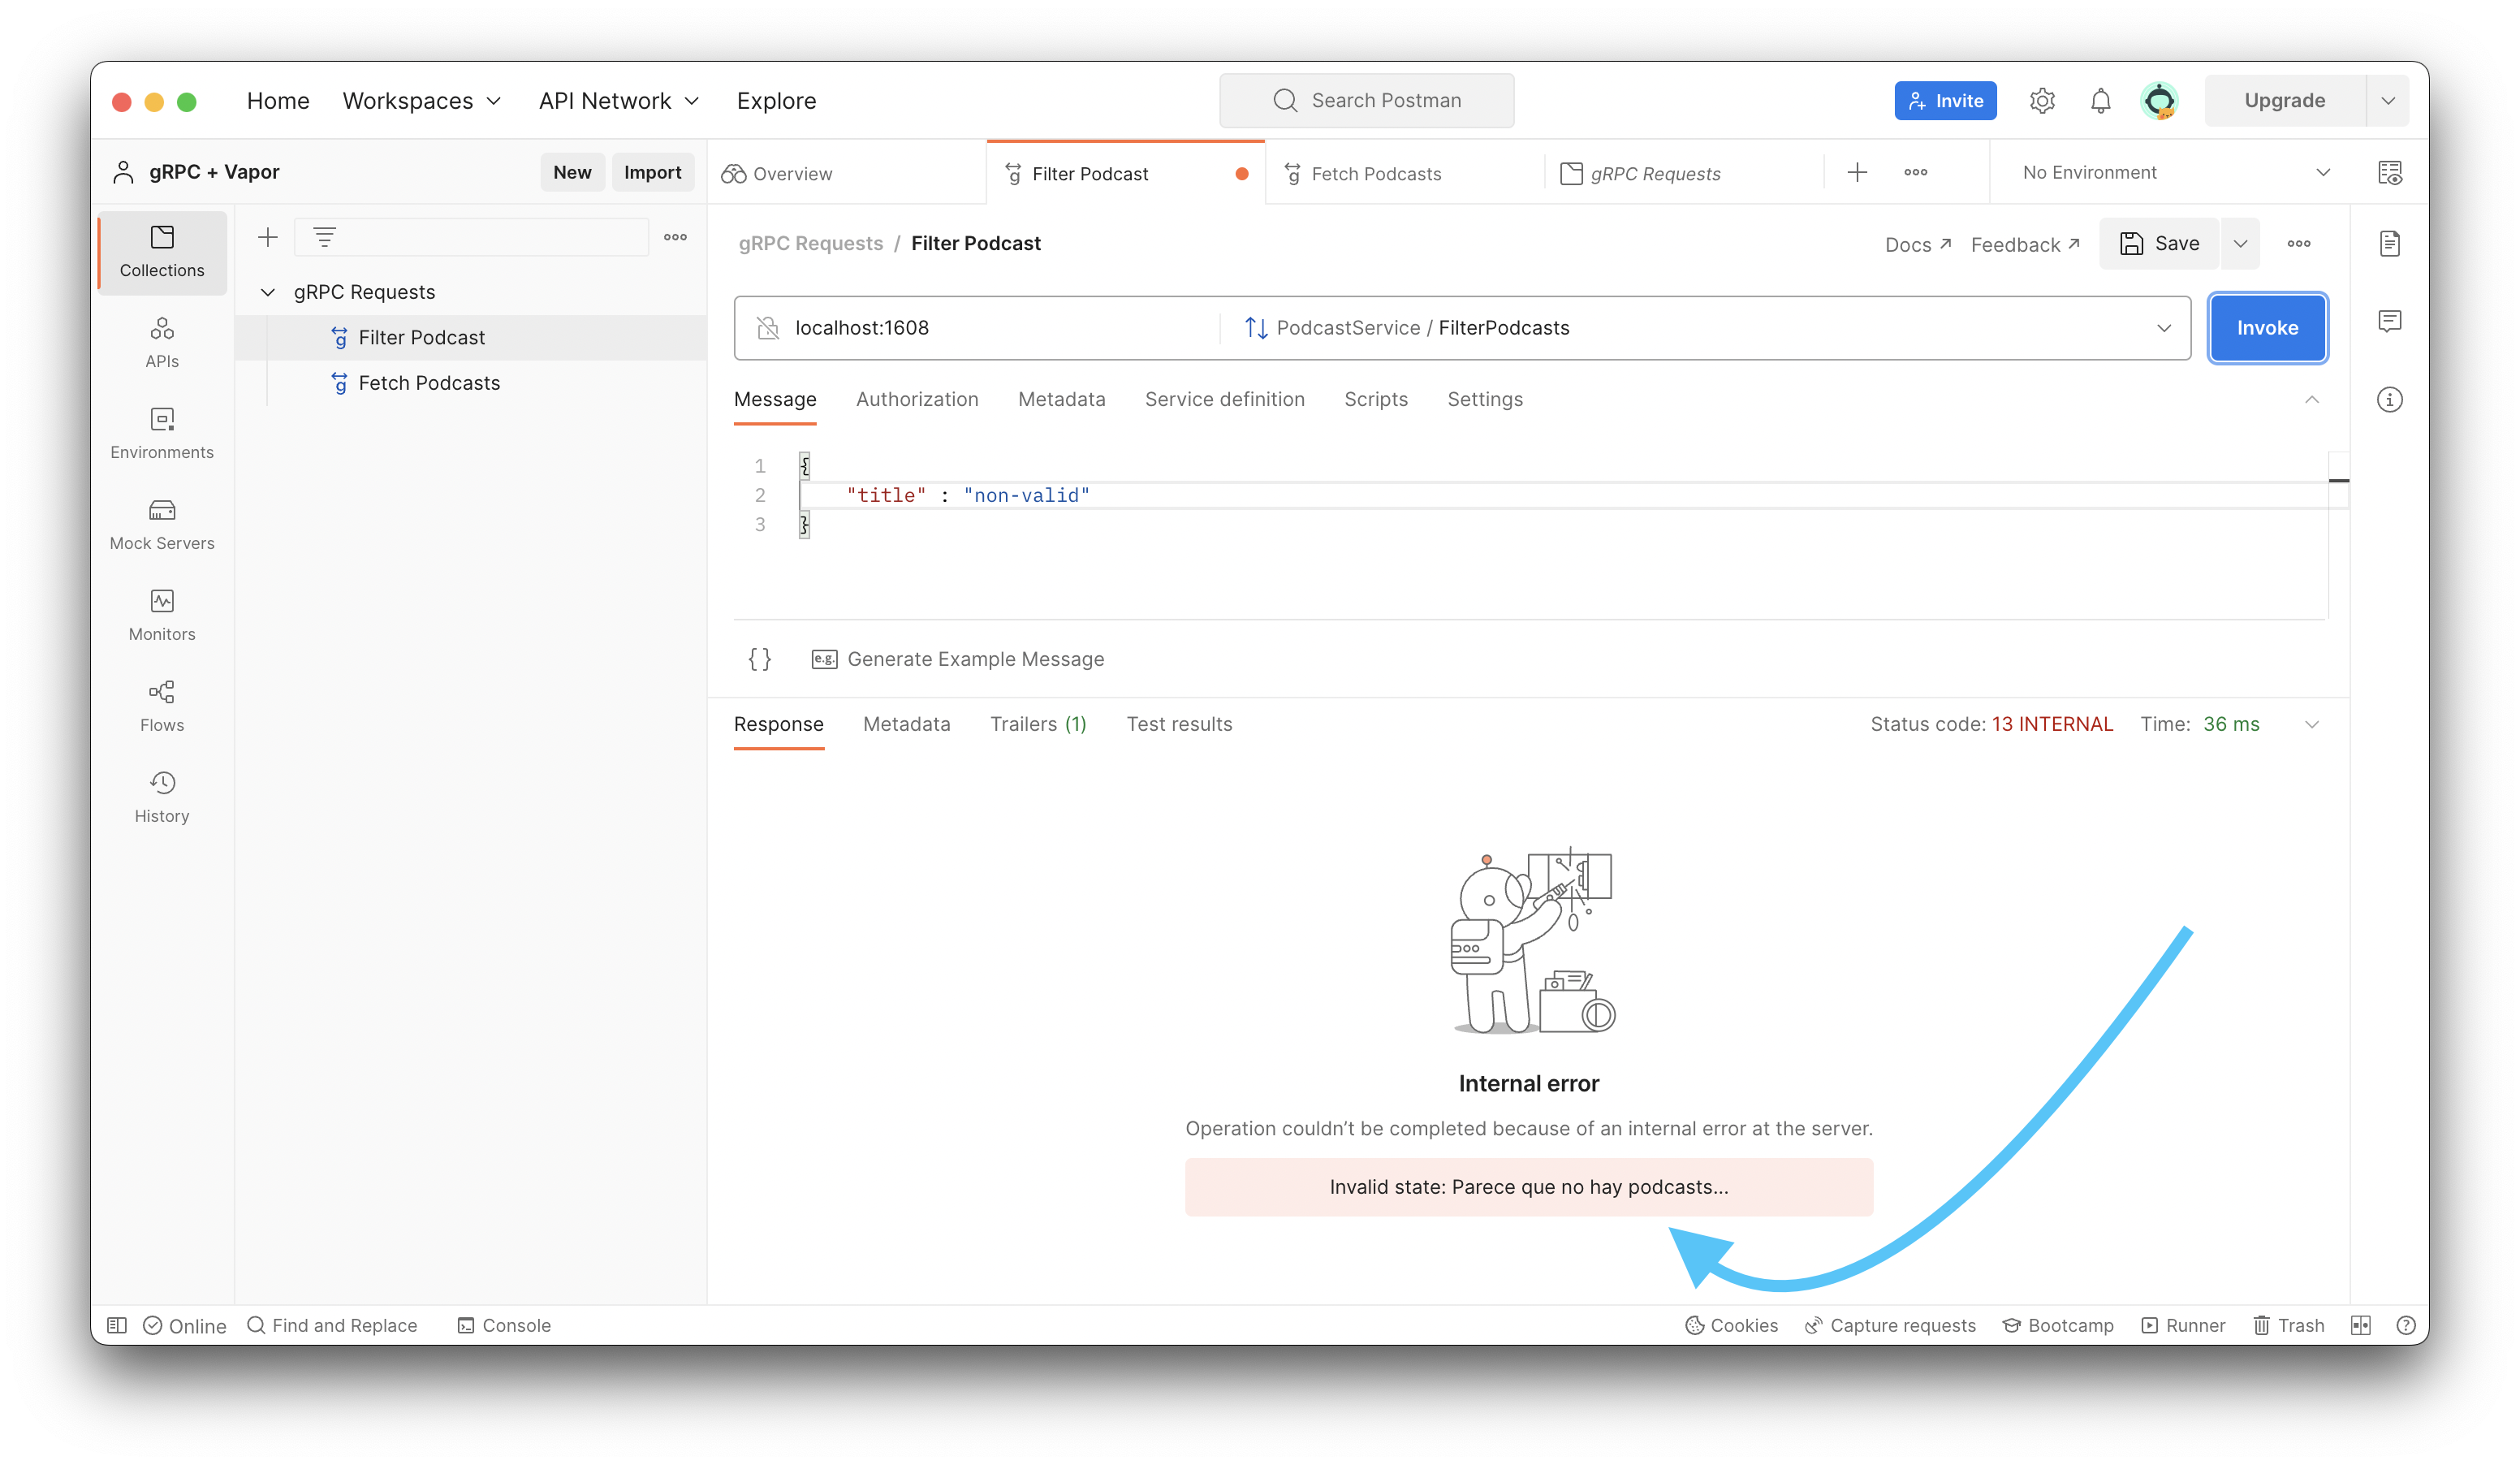 Home Workspaces API Network Explore Search Postman Invite Upgrade
gRPC + Vapor New Import Overview Filter Podcast Fetch Podcasts gRPC Requests No Environment
Collections
APIs
Environments
Mock Servers
Monitors
Flows
History
gRPC Requests
Filter Podcast
Fetch Podcasts
gRPC Requests / Filter Podcast Docs Feedback Save
localhost:1608 PodcastService / FilterPodcasts Invoke
Message Authorization Metadata Service definition Scripts Settings
1 {
2 "title" : "non-valid"
3 }
{ } e.g. Generate Example Message
Response Metadata Trailers (1) Test results Status code: 13 INTERNAL Time: 36 ms
Internal error
Operation couldn’t be completed because of an internal error at the server.
Invalid state: Parece que no hay podcasts...
Online Find and Replace Console Cookies Capture requests Bootcamp Runner Trash